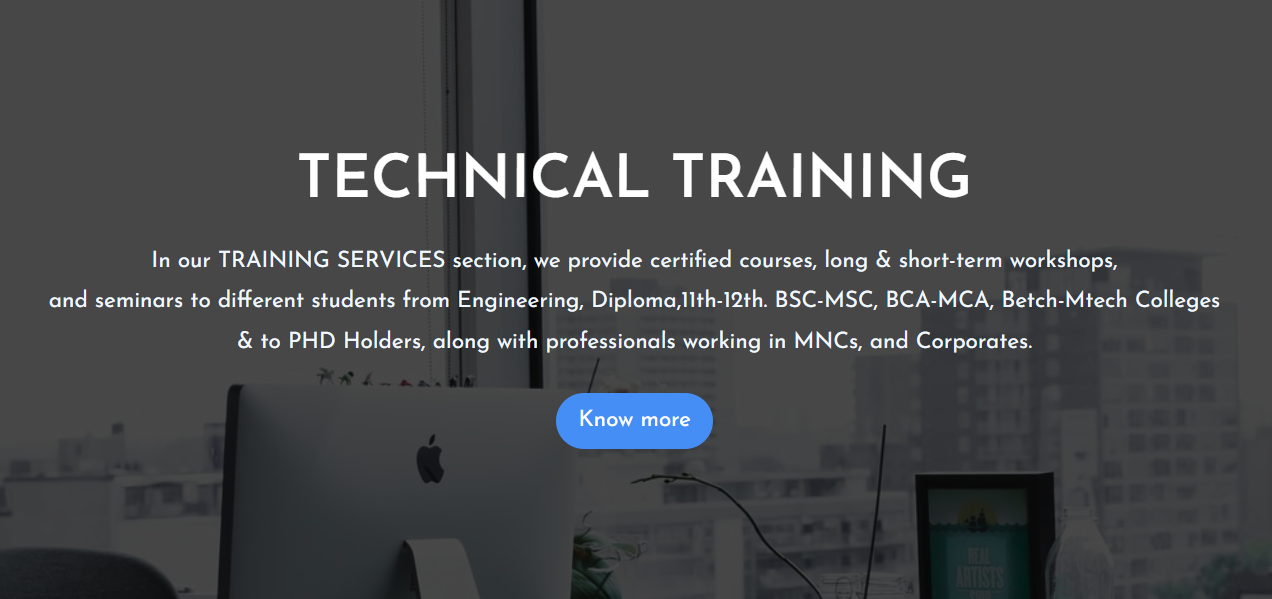 TECHNICAL TRAINING
In our TRAINING SERVICES section, we provide certified courses, long & short-term workshops,
and seminars to different students from Engineering, Diploma,11th-12th. BSC-MSC, BCA-MCA, Betch-Mtech Colleges
& to PHD Holders, along with professionals working in MNCs, and Corporates.
Know more
REAL
ARTISTS
SHIP